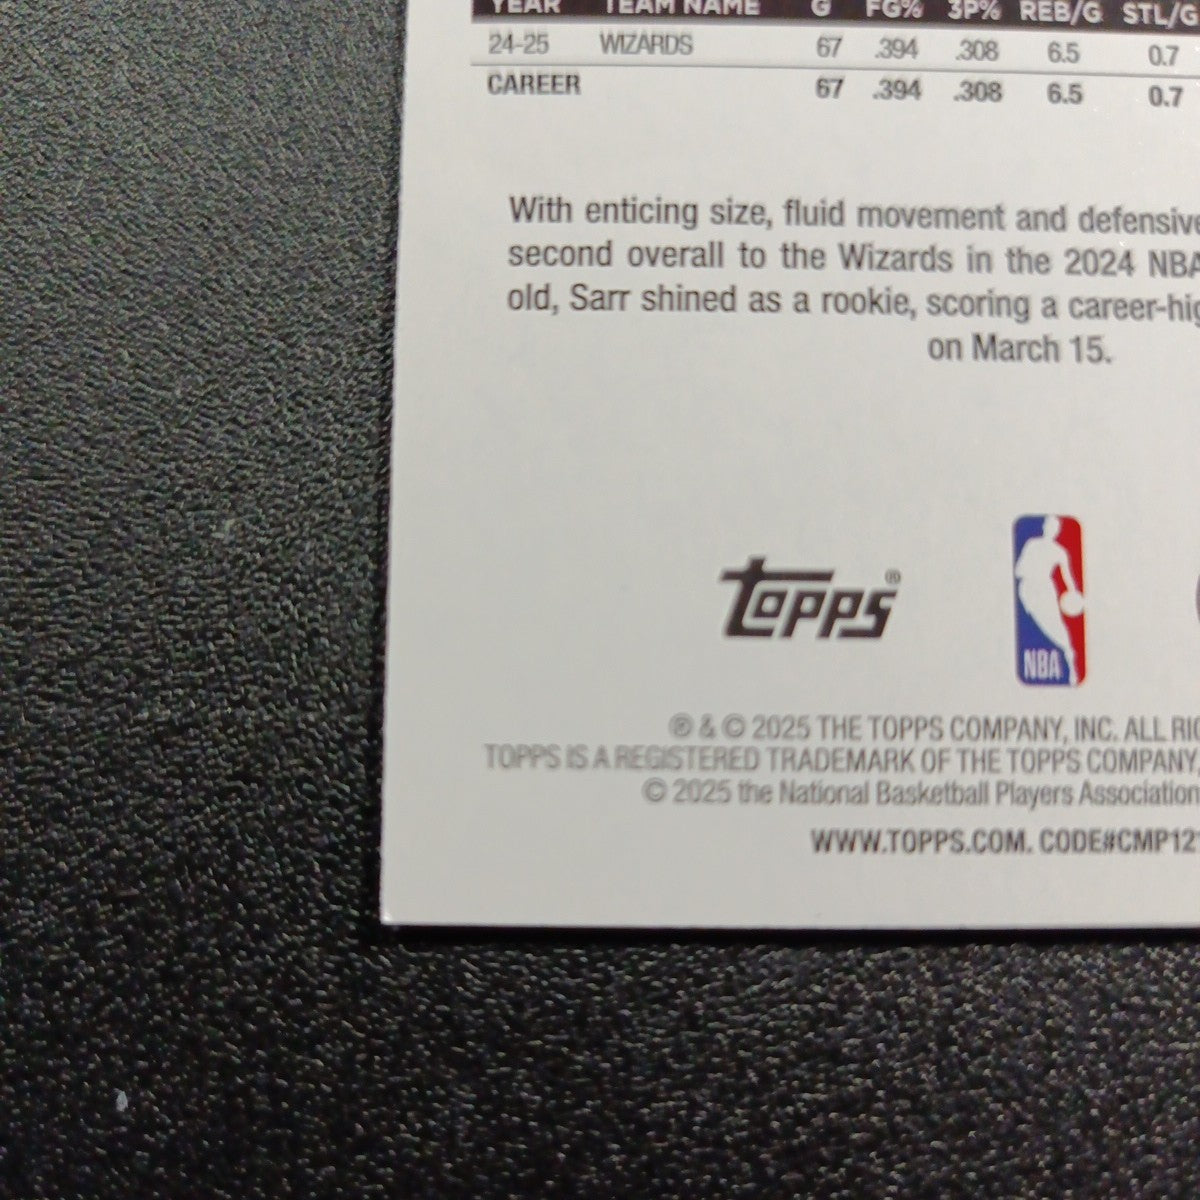 YEAR TEAM NAME G FG% 3P% REB/G STL/G
24-25 WIZARDS 67 .394 .308 6.5 0.7
CAREER 67 .394 .308 6.5 0.7
With enticing size, fluid movement and defensive
second overall to the Wizards in the 2024 NBA
old, Sarr shined as a rookie, scoring a career-hig
on March 15.
topps®
NBA
® & © 2025 THE TOPPS COMPANY, INC. ALL RIG
TOPPS IS A REGISTERED TRADEMARK OF THE TOPPS COMPANY,
© 2025 the National Basketball Players Association
WWW.TOPPS.COM. CODE#CMP12